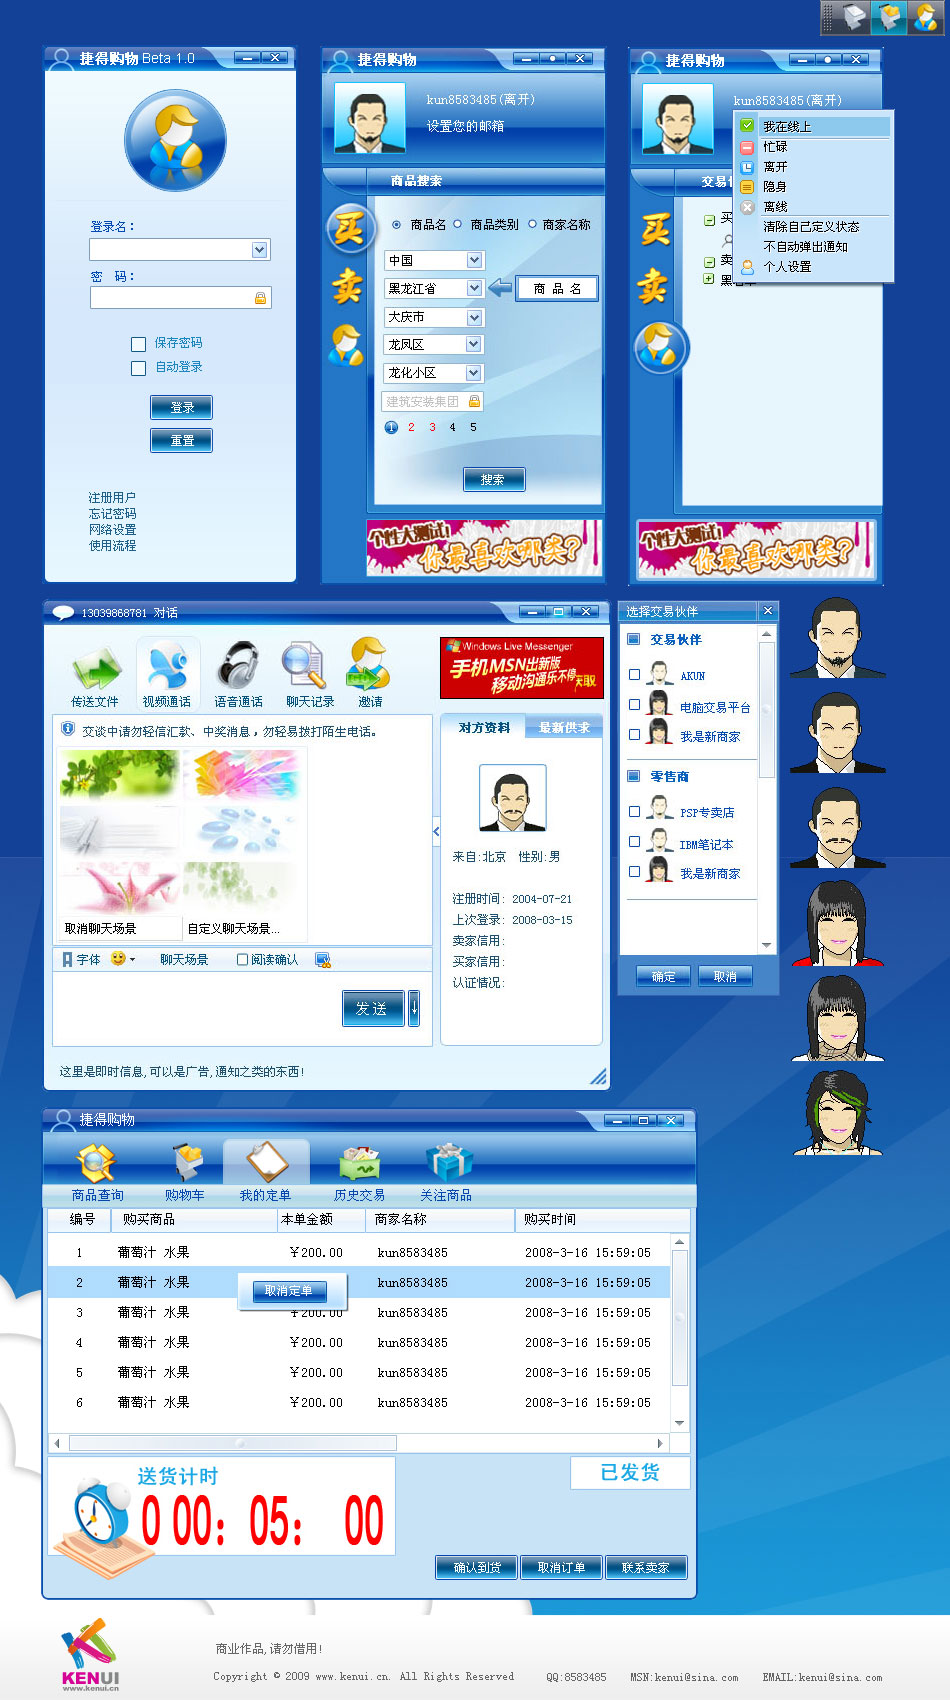 捷得购物 Beta 1.0
登录名：
密 码：
保存密码
自动登录
登录
重置
注册用户
忘记密码
网络设置
使用流程
捷得购物
kun8583485(离开)
设置您的邮箱
商品搜索
买
卖
商品名 商品类别 商家名称
中国
黑龙江省
商 品 名
大庆市
龙凤区
龙化小区
建筑安装集团
1 2 3 4 5
搜索
个性大测试!
你最喜欢哪类?
捷得购物
kun8583485(离开)
我在线上
忙碌
离开
隐身
离线
清除自己定义状态
不自动弹出通知
个人设置
交易
买
卖
买
卖
个性大测试!
你最喜欢哪类?
13039868781 对话
传送文件 视频通话 语音通话 聊天记录 邀请
Windows Live Messenger
手机MSN出新版
移动沟通乐不停
交谈中请勿轻信汇款、中奖消息，勿轻易拨打陌生电话。
取消聊天场景 自定义聊天场景...
字体 聊天场景 阅读确认
发送
这里是即时信息,可以是广告,通知之类的东西!
对方资料 最新供求
来自:北京 性别:男
注册时间: 2004-07-21
上次登录: 2008-03-15
卖家信用:
买家信用:
认证情况:
选择交易伙伴
交易伙伴
AKUN
电脑交易平台
我是新商家
零售商
PSP专卖店
IBM笔记本
我是新商家
确定 取消
捷得购物
商品查询 购物车 我的定单 历史交易 关注商品
编号 购买商品 本单金额 商家名称 购买时间
1 葡萄汁 水果 ￥200.00 kun8583485 2008-3-16 15:59:05
2 葡萄汁 水果 kun8583485 2008-3-16 15:59:05
取消定单
3 葡萄汁 水果 ￥200.00 kun8583485 2008-3-16 15:59:05
4 葡萄汁 水果 ￥200.00 kun8583485 2008-3-16 15:59:05
5 葡萄汁 水果 ￥200.00 kun8583485 2008-3-16 15:59:05
6 葡萄汁 水果 ￥200.00 kun8583485 2008-3-16 15:59:05
送货计时
0 00: 05: 00
已发货
确认到货 取消订单 联系卖家
KENUI
www.kenui.cn
商业作品,请勿借用!
Copyright © 2009 www.kenui.cn. All Rights Reserved QQ:8583485 MSN:kenui@sina.com EMAIL:kenui@sina.com